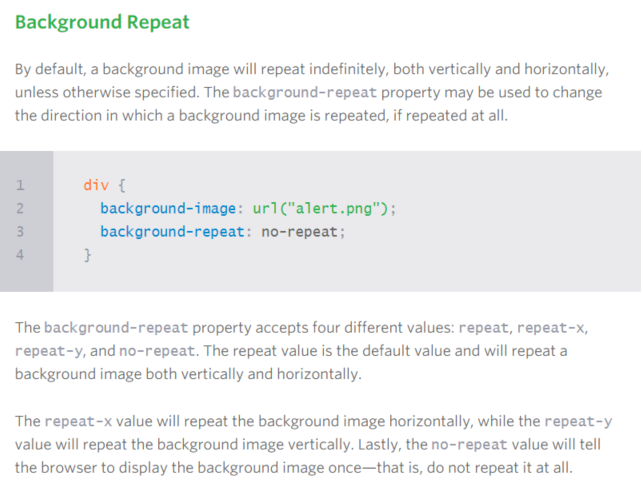 Background Repeat
By default, a background image will repeat indefinitely, both vertically and horizontally,
unless otherwise specified. The background-repeat property may be used to change
the direction in which a background image is repeated, if repeated at all.
1 div {
2 background-image: url("alert.png");
3 background-repeat: no-repeat;
4 }
The background-repeat property accepts four different values: repeat, repeat-x,
repeat-y, and no-repeat. The repeat value is the default value and will repeat a
background image both vertically and horizontally.
The repeat-x value will repeat the background image horizontally, while the repeat-y
value will repeat the background image vertically. Lastly, the no-repeat value will tell
the browser to display the background image once—that is, do not repeat it at all.